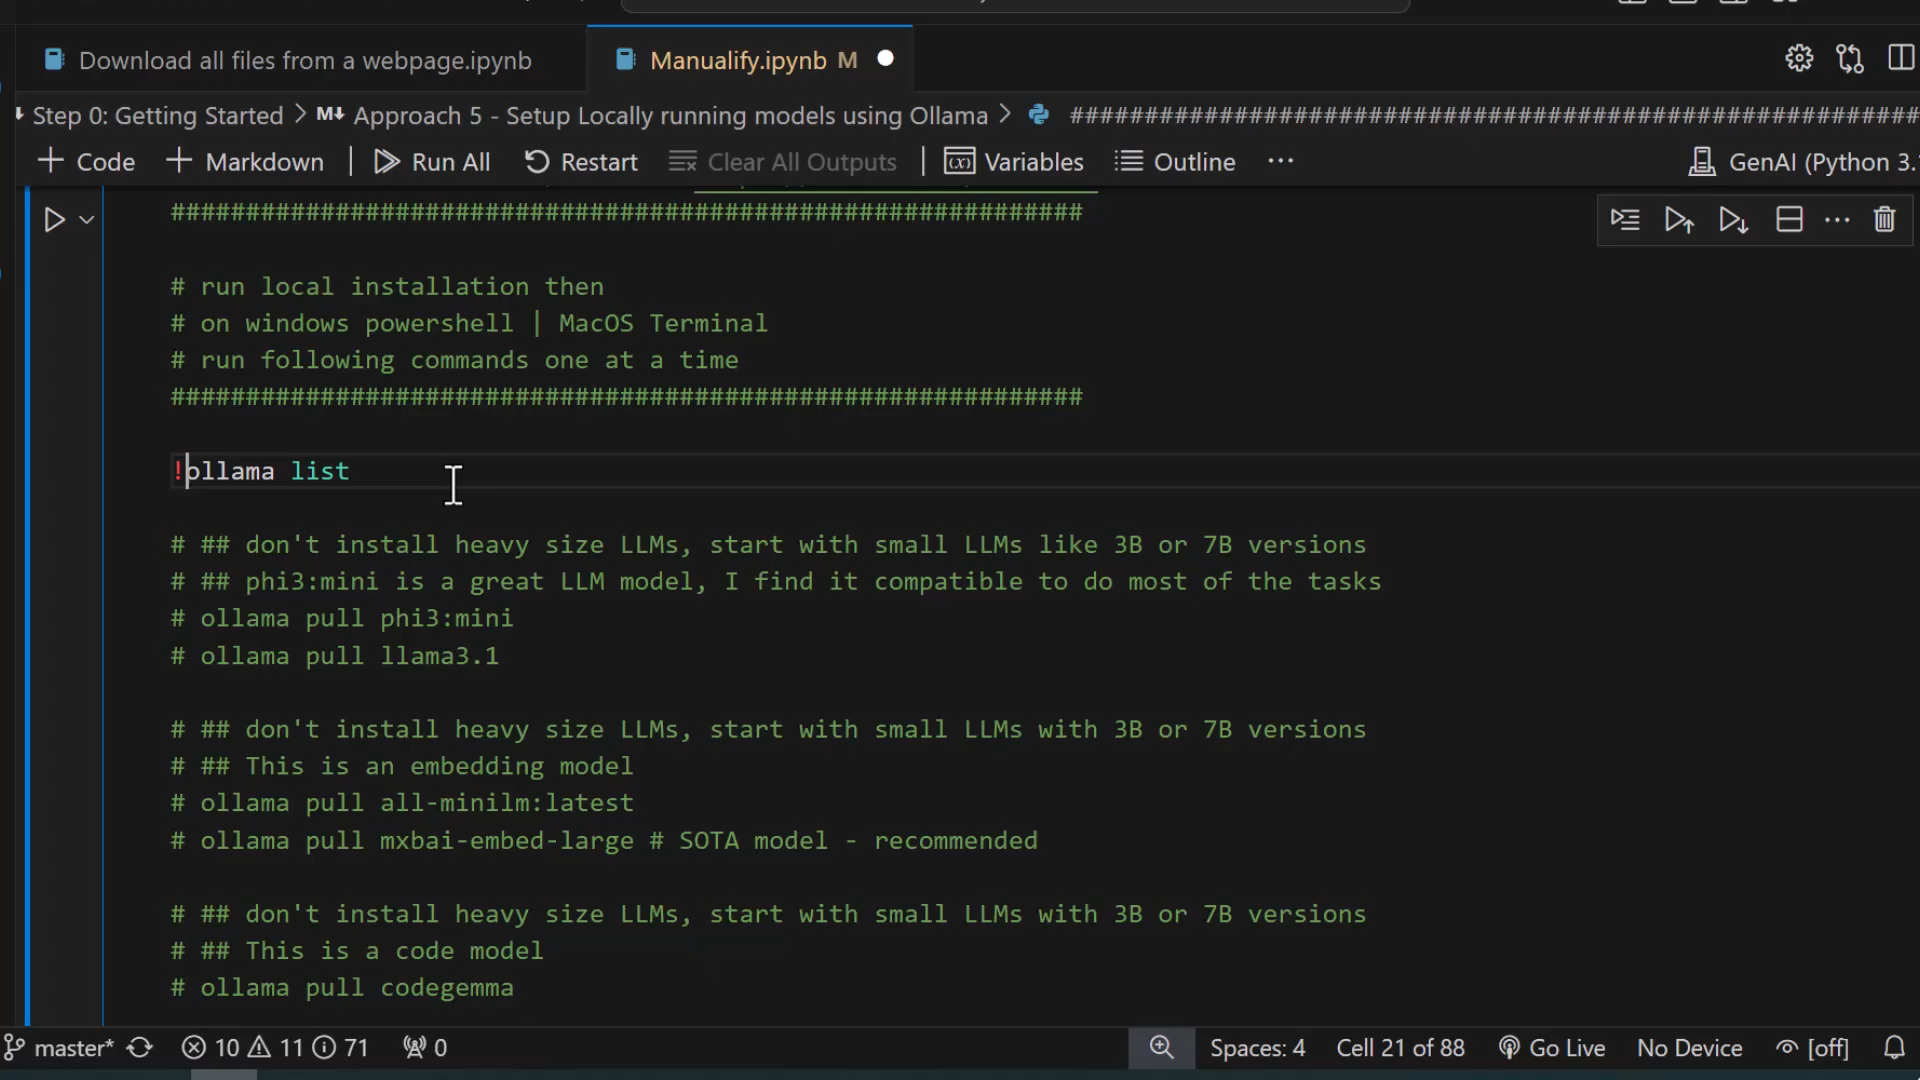 Download all files from a webpage.ipynb
Manualify.ipynb M
Step 0: Getting Started > M↓ Approach 5 - Setup Locally running models using Ollama > #########################################################
+ Code + Markdown | Run All Restart Clear All Outputs | Variables Outline ··· GenAI (Python 3.
#############################################################
# run local installation then
# on windows powershell | MacOS Terminal
# run following commands one at a time
#############################################################
!ollama list
# ## don't install heavy size LLMs, start with small LLMs like 3B or 7B versions
# ## phi3:mini is a great LLM model, I find it compatible to do most of the tasks
# ollama pull phi3:mini
# ollama pull llama3.1
# ## don't install heavy size LLMs, start with small LLMs with 3B or 7B versions
# ## This is an embedding model
# ollama pull all-minilm:latest
# ollama pull mxbai-embed-large # SOTA model - recommended
# ## don't install heavy size LLMs, start with small LLMs with 3B or 7B versions
# ## This is a code model
# ollama pull codegemma
master* 10 11 71 0 Spaces: 4 Cell 21 of 88 Go Live No Device [off]